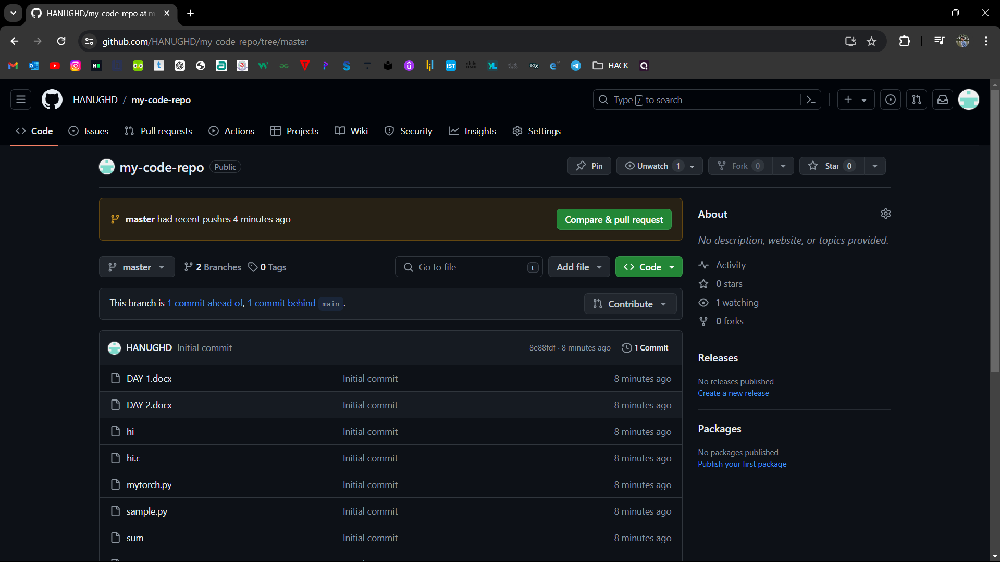 HANUGHD/my-code-repo at m
github.com/HANUGHD/my-code-repo/tree/master
HACK
HANUGHD / my-code-repo
Type / to search
Code Issues Pull requests Actions Projects Wiki Security Insights Settings
my-code-repo Public
Pin Unwatch 1 Fork 0 Star 0
master had recent pushes 4 minutes ago
Compare & pull request
About
No description, website, or topics provided.
master 2 Branches 0 Tags
Go to file t
Add file
Code
Activity
0 stars
1 watching
0 forks
This branch is 1 commit ahead of, 1 commit behind main .
Contribute
HANUGHD Initial commit
8e88fdf · 8 minutes ago
1 Commit
DAY 1.docx Initial commit 8 minutes ago
DAY 2.docx Initial commit 8 minutes ago
hi Initial commit 8 minutes ago
hi.c Initial commit 8 minutes ago
mytorch.py Initial commit 8 minutes ago
sample.py Initial commit 8 minutes ago
sum Initial commit 8 minutes ago
Releases
No releases published
Create a new release
Packages
No packages published
Publish your first package